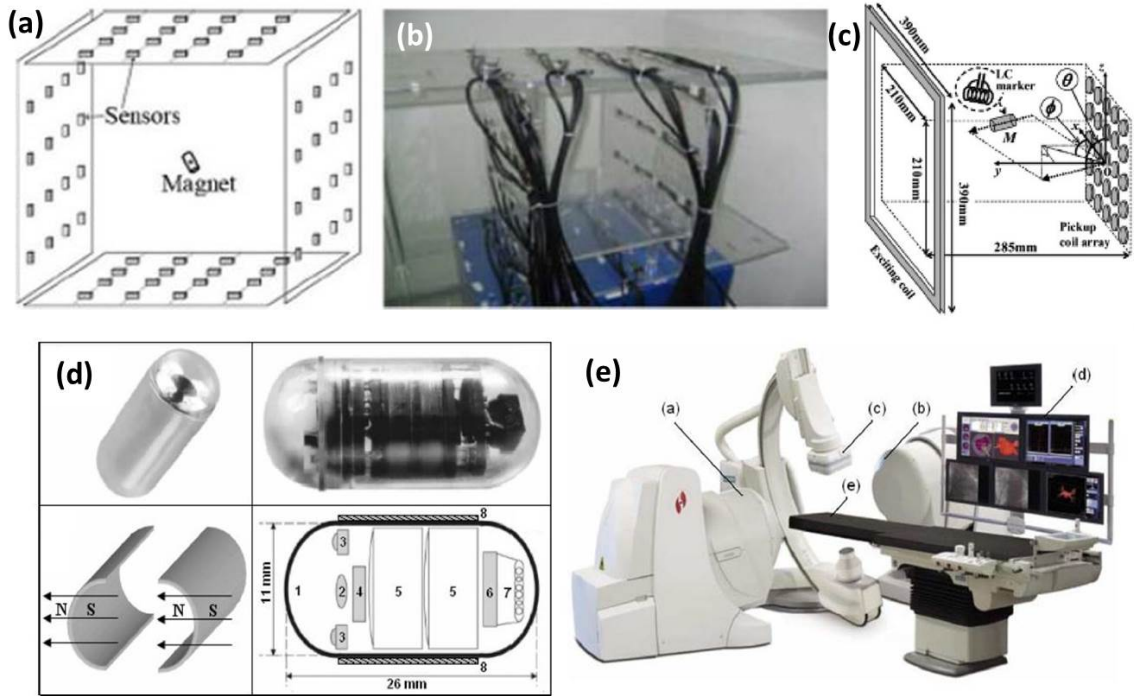 (a)
Sensors
Magnet
(b)
(c)
390mm
LC
marker
210mm
M
θ
ϕ
x
z
y
210mm
390mm
Pickup
coil array
285mm
Exciting coil
(d)
N S
N S
11 mm
1
2
3
3
4
5
5
6
7
8
8
26 mm
(e)
(a)
(b)
(c)
(d)
(e)